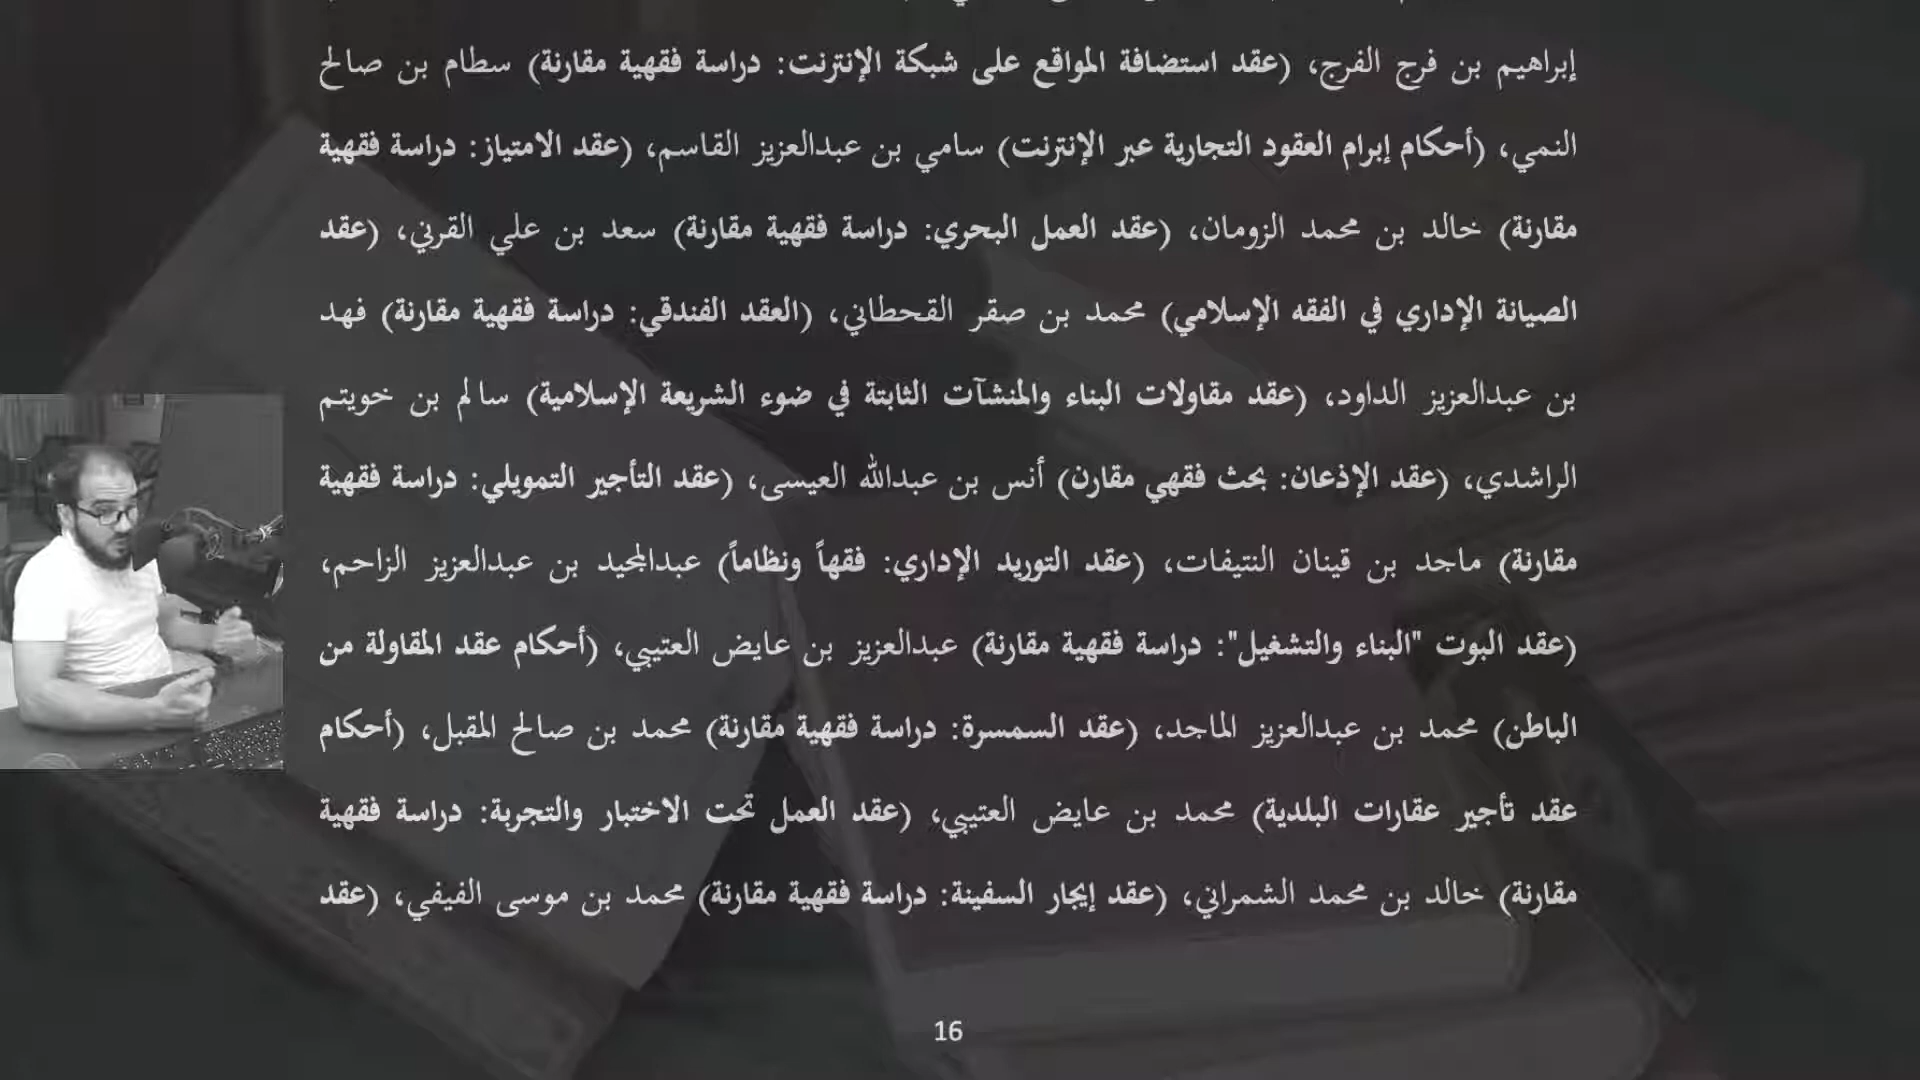 إبراهيم بن فرج الفرج، (عقد استضافة المواقع على شبكة الإنترنت: دراسة فقهية مقارنة) سطام بن صالح
النمي، (أحكام إبرام العقود التجارية عبر الإنترنت) سامي بن عبدالعزيز القاسم، (عقد الامتياز: دراسة فقهية
مقارنة) خالد بن محمد الزومان، (عقد العمل البحري: دراسة فقهية مقارنة) سعد بن علي القرني، (عقد
الصيانة الإداري في الفقه الإسلامي) محمد بن صقر القحطاني، (العقد الفندقي: دراسة فقهية مقارنة) فهد
بن عبدالعزيز الداود، (عقد مقاولات البناء والمنشآت الثابتة في ضوء الشريعة الإسلامية) سالم بن خويتم
الراشدي، (عقد الإذعان: بحث فقهي مقارن) أنس بن عبدالله العيسى، (عقد التأجير التمويلي: دراسة فقهية
مقارنة) ماجد بن قينان النتيفات، (عقد التوريد الإداري: فقهاً ونظاماً) عبدالمجيد بن عبدالعزيز الزاحم،
(عقد البوت "البناء والتشغيل": دراسة فقهية مقارنة) عبدالعزيز بن عايض العتيبي، (أحكام عقد المقاولة من
الباطن) محمد بن عبدالعزيز الماجد، (عقد السمسرة: دراسة فقهية مقارنة) محمد بن صالح المقبل، (أحكام
عقد تأجير عقارات البلدية) محمد بن عايض العتيبي، (عقد العمل تحت الاختبار والتجربة: دراسة فقهية
مقارنة) خالد بن محمد الشمراني، (عقد إيجار السفينة: دراسة فقهية مقارنة) محمد بن موسى الفيفي، (عقد
16